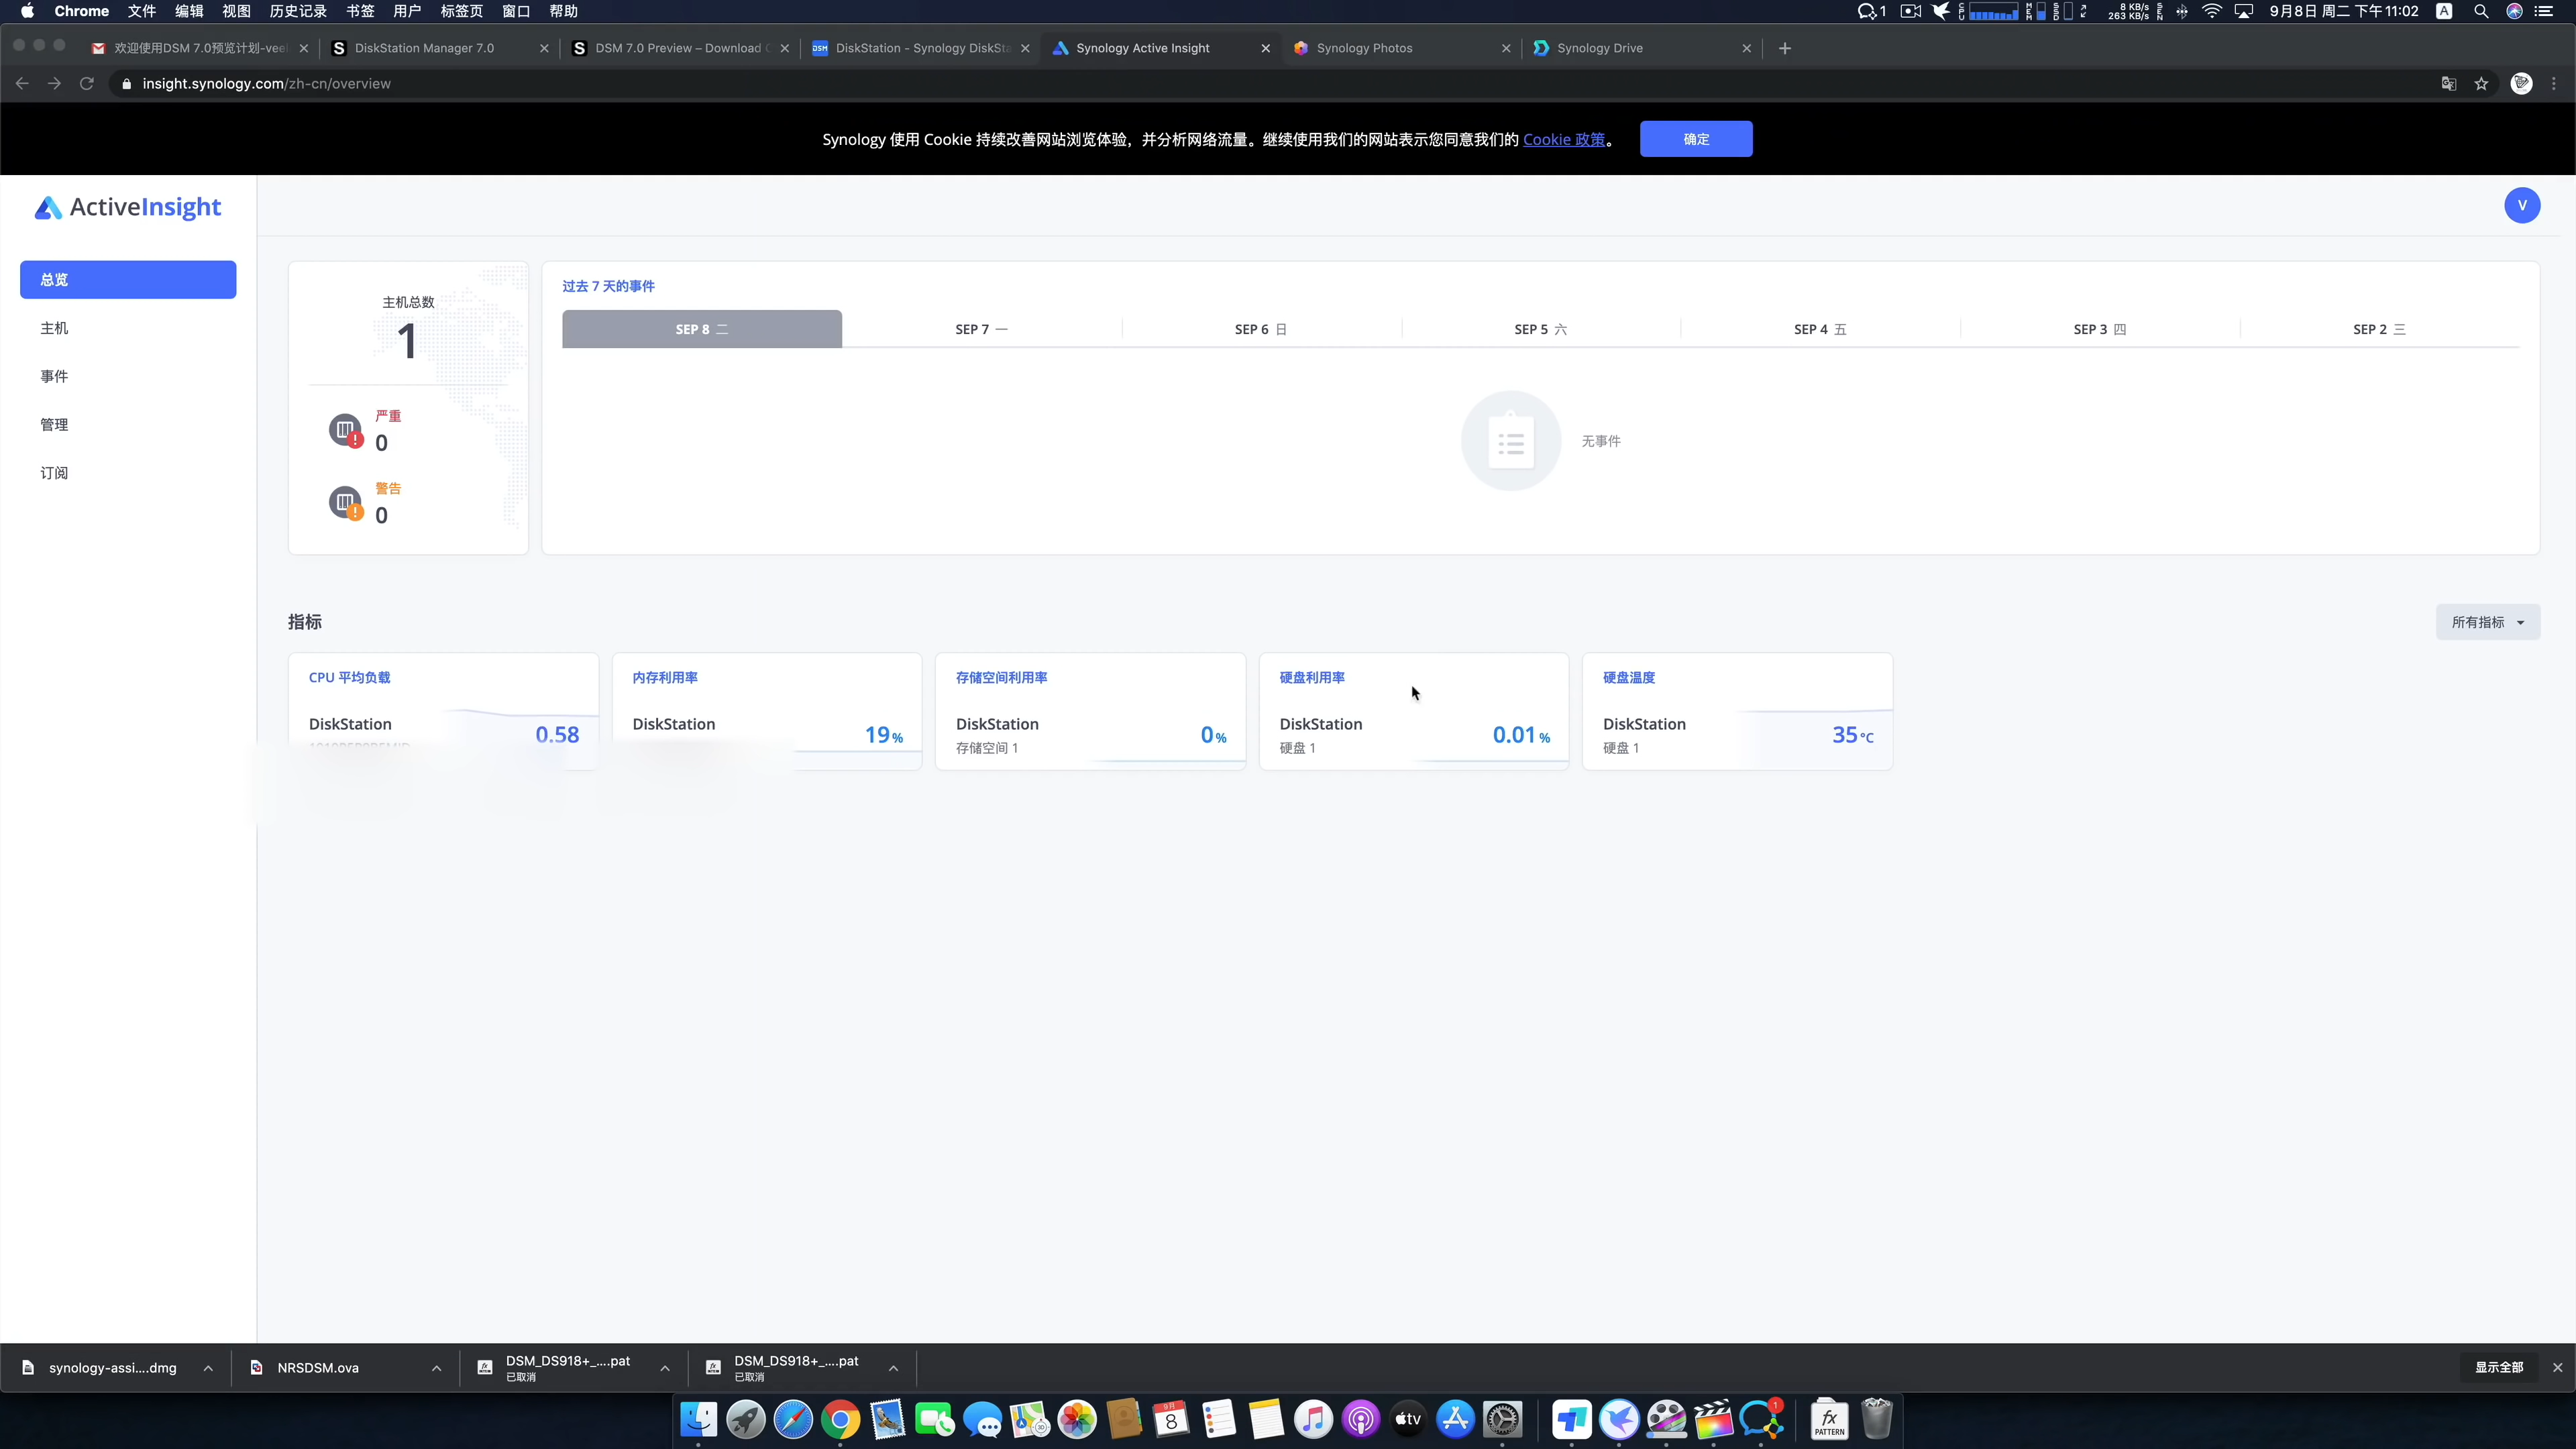 Chrome 文件 编辑 视图 历史记录 书签 用户 标签页 窗口 帮助
1 8 KB/s 263 KB/s 9月8日 周二 下午11:02 A
欢迎使用DSM 7.0预览计划-vee
DiskStation Manager 7.0
DSM 7.0 Preview – Download
DSM DiskStation - Synology DiskSta
Synology Active Insight
Synology Photos
Synology Drive
insight.synology.com/zh-cn/overview
Synology 使用 Cookie 持续改善网站浏览体验，并分析网络流量。继续使用我们的网站表示您同意我们的 Cookie 政策。
确定
ActiveInsight
V
总览
主机
事件
管理
订阅
主机总数
1
严重
0
警告
0
过去 7 天的事件
SEP 8 二 SEP 7 一 SEP 6 日 SEP 5 六 SEP 4 五 SEP 3 四 SEP 2 三
无事件
指标
所有指标
CPU 平均负载
DiskStation
0.58
内存利用率
DiskStation
19%
存储空间利用率
DiskStation
0%
存储空间 1
硬盘利用率
DiskStation
0.01%
硬盘 1
硬盘温度
DiskStation
35°C
硬盘 1
synology-assi....dmg
NRSDSM.ova
DSM_DS918+_....pat
已取消
DSM_DS918+_....pat
已取消
显示全部
9月
8
tv
1
fx
PATTERN